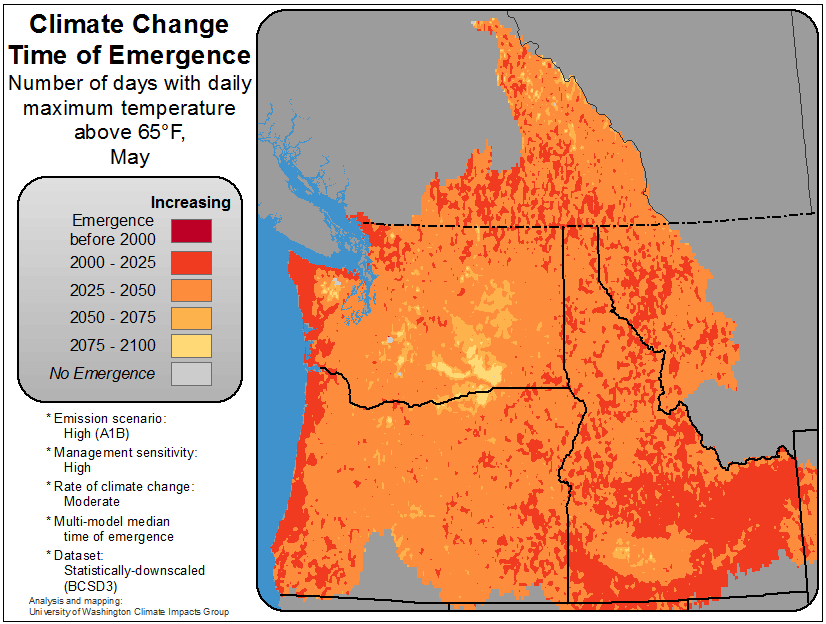 Climate Change
Time of Emergence
Number of days with daily
maximum temperature
above 65°F,
May
Increasing
Emergence
before 2000
2000 - 2025
2025 - 2050
2050 - 2075
2075 - 2100
No Emergence
* Emission scenario:
High (A1B)
* Management sensitivity:
High
* Rate of climate change:
Moderate
* Multi-model median
time of emergence
* Dataset:
Statistically-downscaled
(BCSD3)
Analysis and mapping:
University of Washington Climate Impacts Group